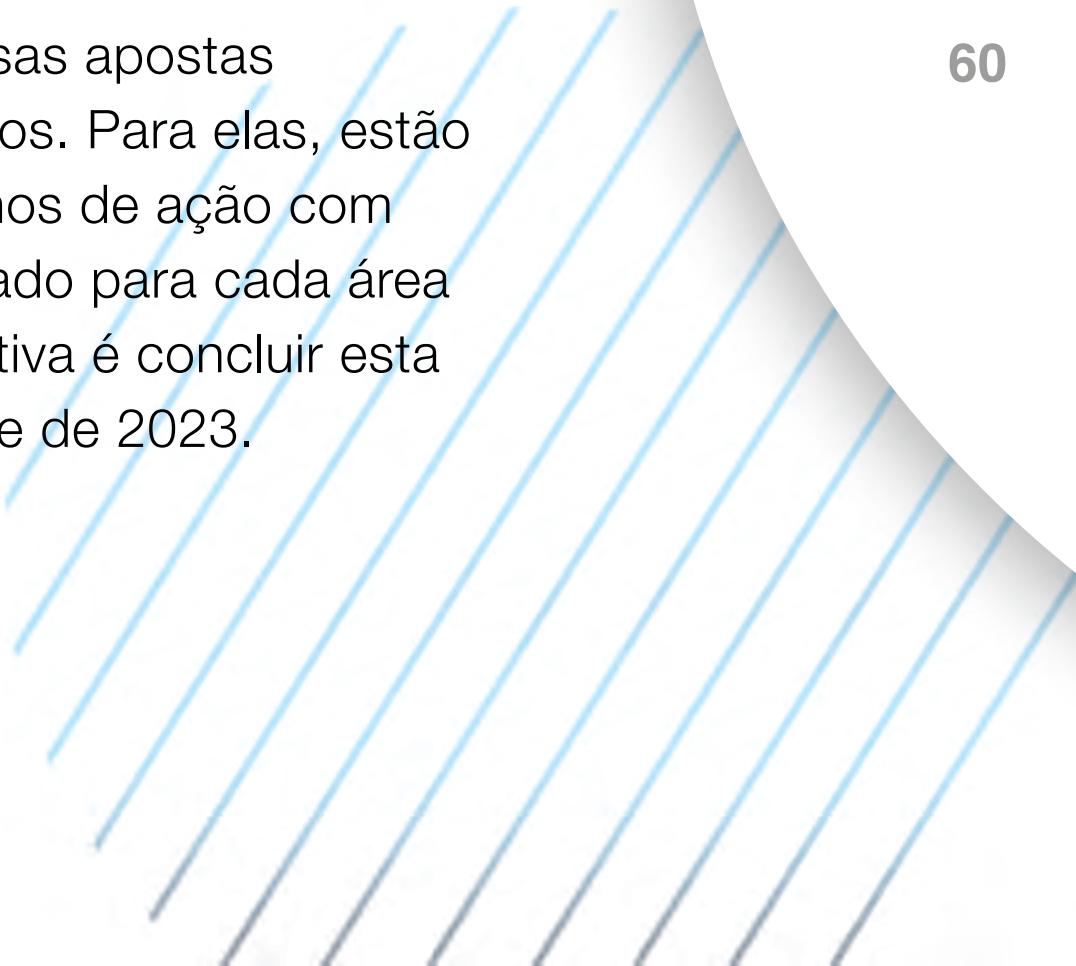 sas apostas
os. Para elas, estão
nos de ação com
ado para cada área
tiva é concluir esta
e de 2023.
60